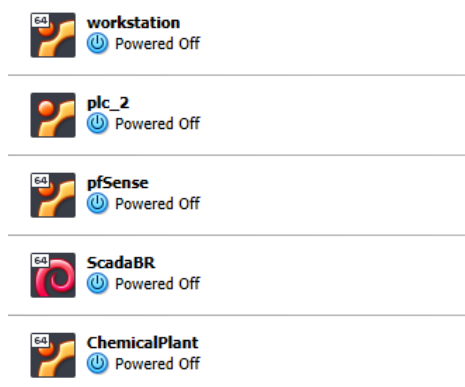 64
workstation
Powered Off
plc_2
Powered Off
64
pfSense
Powered Off
64
ScadaBR
Powered Off
64
ChemicalPlant
Powered Off